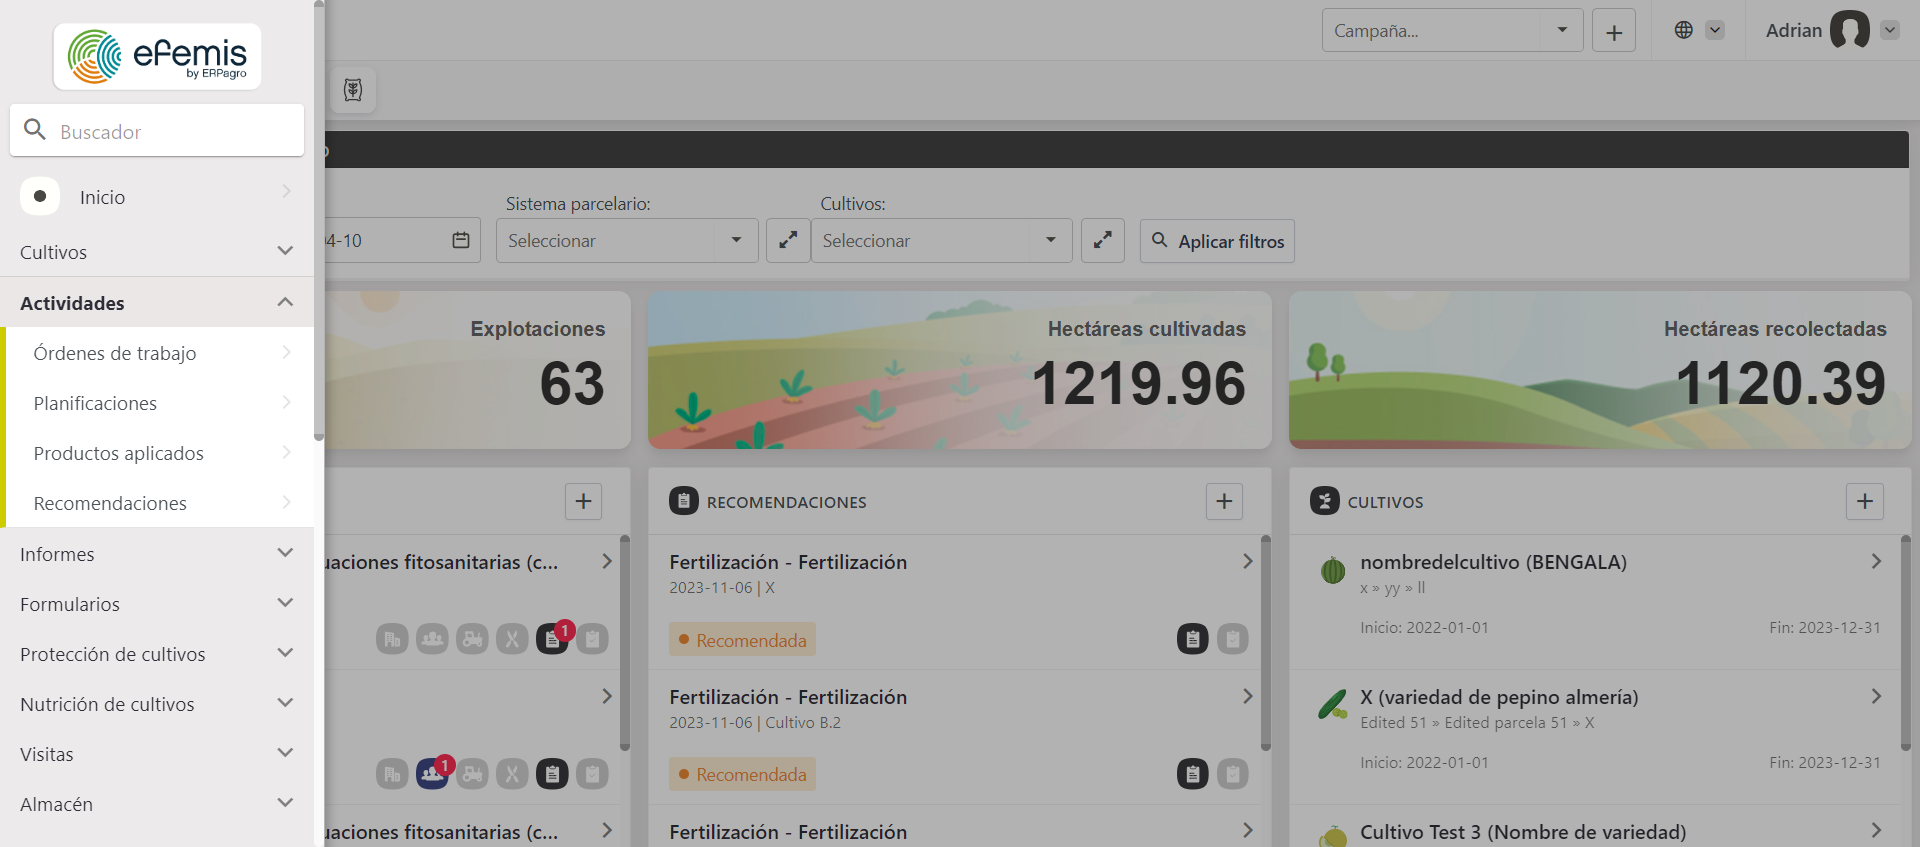 efemis
by ERPagro
Buscador
Inicio
Cultivos
Actividades
Órdenes de trabajo
Planificaciones
Productos aplicados
Recomendaciones
Informes
Formularios
Protección de cultivos
Nutrición de cultivos
Visitas
Almacén
Campaña...
Adrian
4-10
Sistema parcelario:
Seleccionar
Cultivos:
Seleccionar
Aplicar filtros
Explotaciones
63
Hectáreas cultivadas
1219.96
Hectáreas recolectadas
1120.39
uaciones fitosanitarias (c...
1
1
uaciones fitosanitarias (c...
RECOMENDACIONES
Fertilización - Fertilización
2023-11-06 | X
Recomendada
Fertilización - Fertilización
2023-11-06 | Cultivo B.2
Recomendada
Fertilización - Fertilización
CULTIVOS
nombredelcultivo (BENGALA)
x » yy » ll
Inicio: 2022-01-01
Fin: 2023-12-31
X (variedad de pepino almería)
Edited 51 » Edited parcela 51 » X
Inicio: 2022-01-01
Fin: 2023-12-31
Cultivo Test 3 (Nombre de variedad)